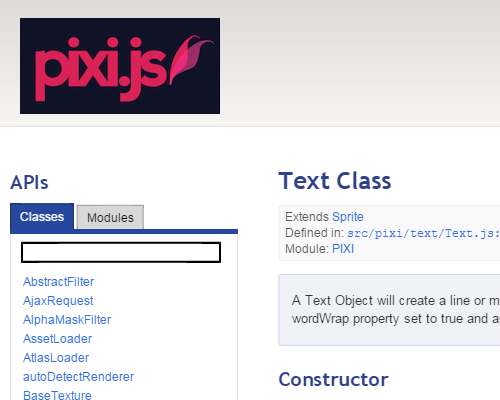 pixi.js
APIs
Classes Modules
AbstractFilter
AjaxRequest
AlphaMaskFilter
AssetLoader
AtlasLoader
autoDetectRenderer
BaseTexture
Text Class
Extends Sprite
Defined in: src/pixi/text/Text.js:
Module: PIXI
A Text Object will create a line or m
wordWrap property set to true and a
Constructor